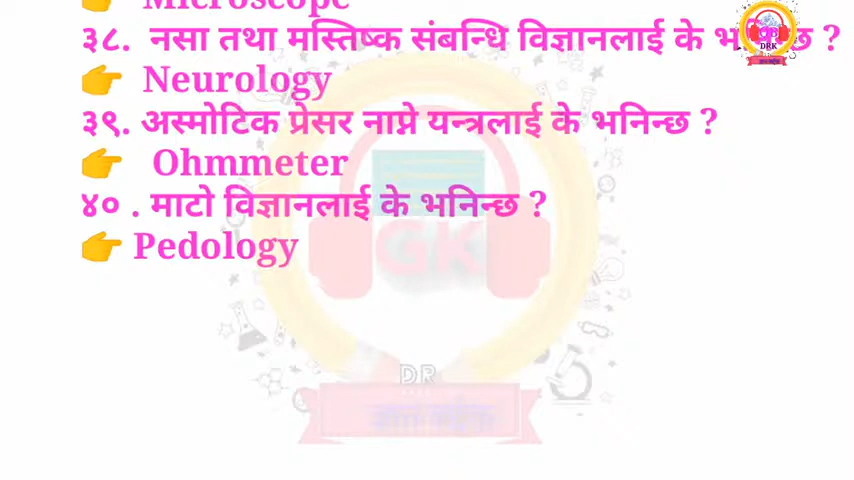 👉 Microscope
३८. नसा तथा मस्तिष्क संबन्धि विज्ञानलाई के भनिन्छ ?
👉 Neurology
३९. अस्मोटिक प्रेसर नाप्ने यन्त्रलाई के भनिन्छ ?
👉 Ohmmeter
४० . माटो विज्ञानलाई के भनिन्छ ?
👉 Pedology
GK
DR
DRK